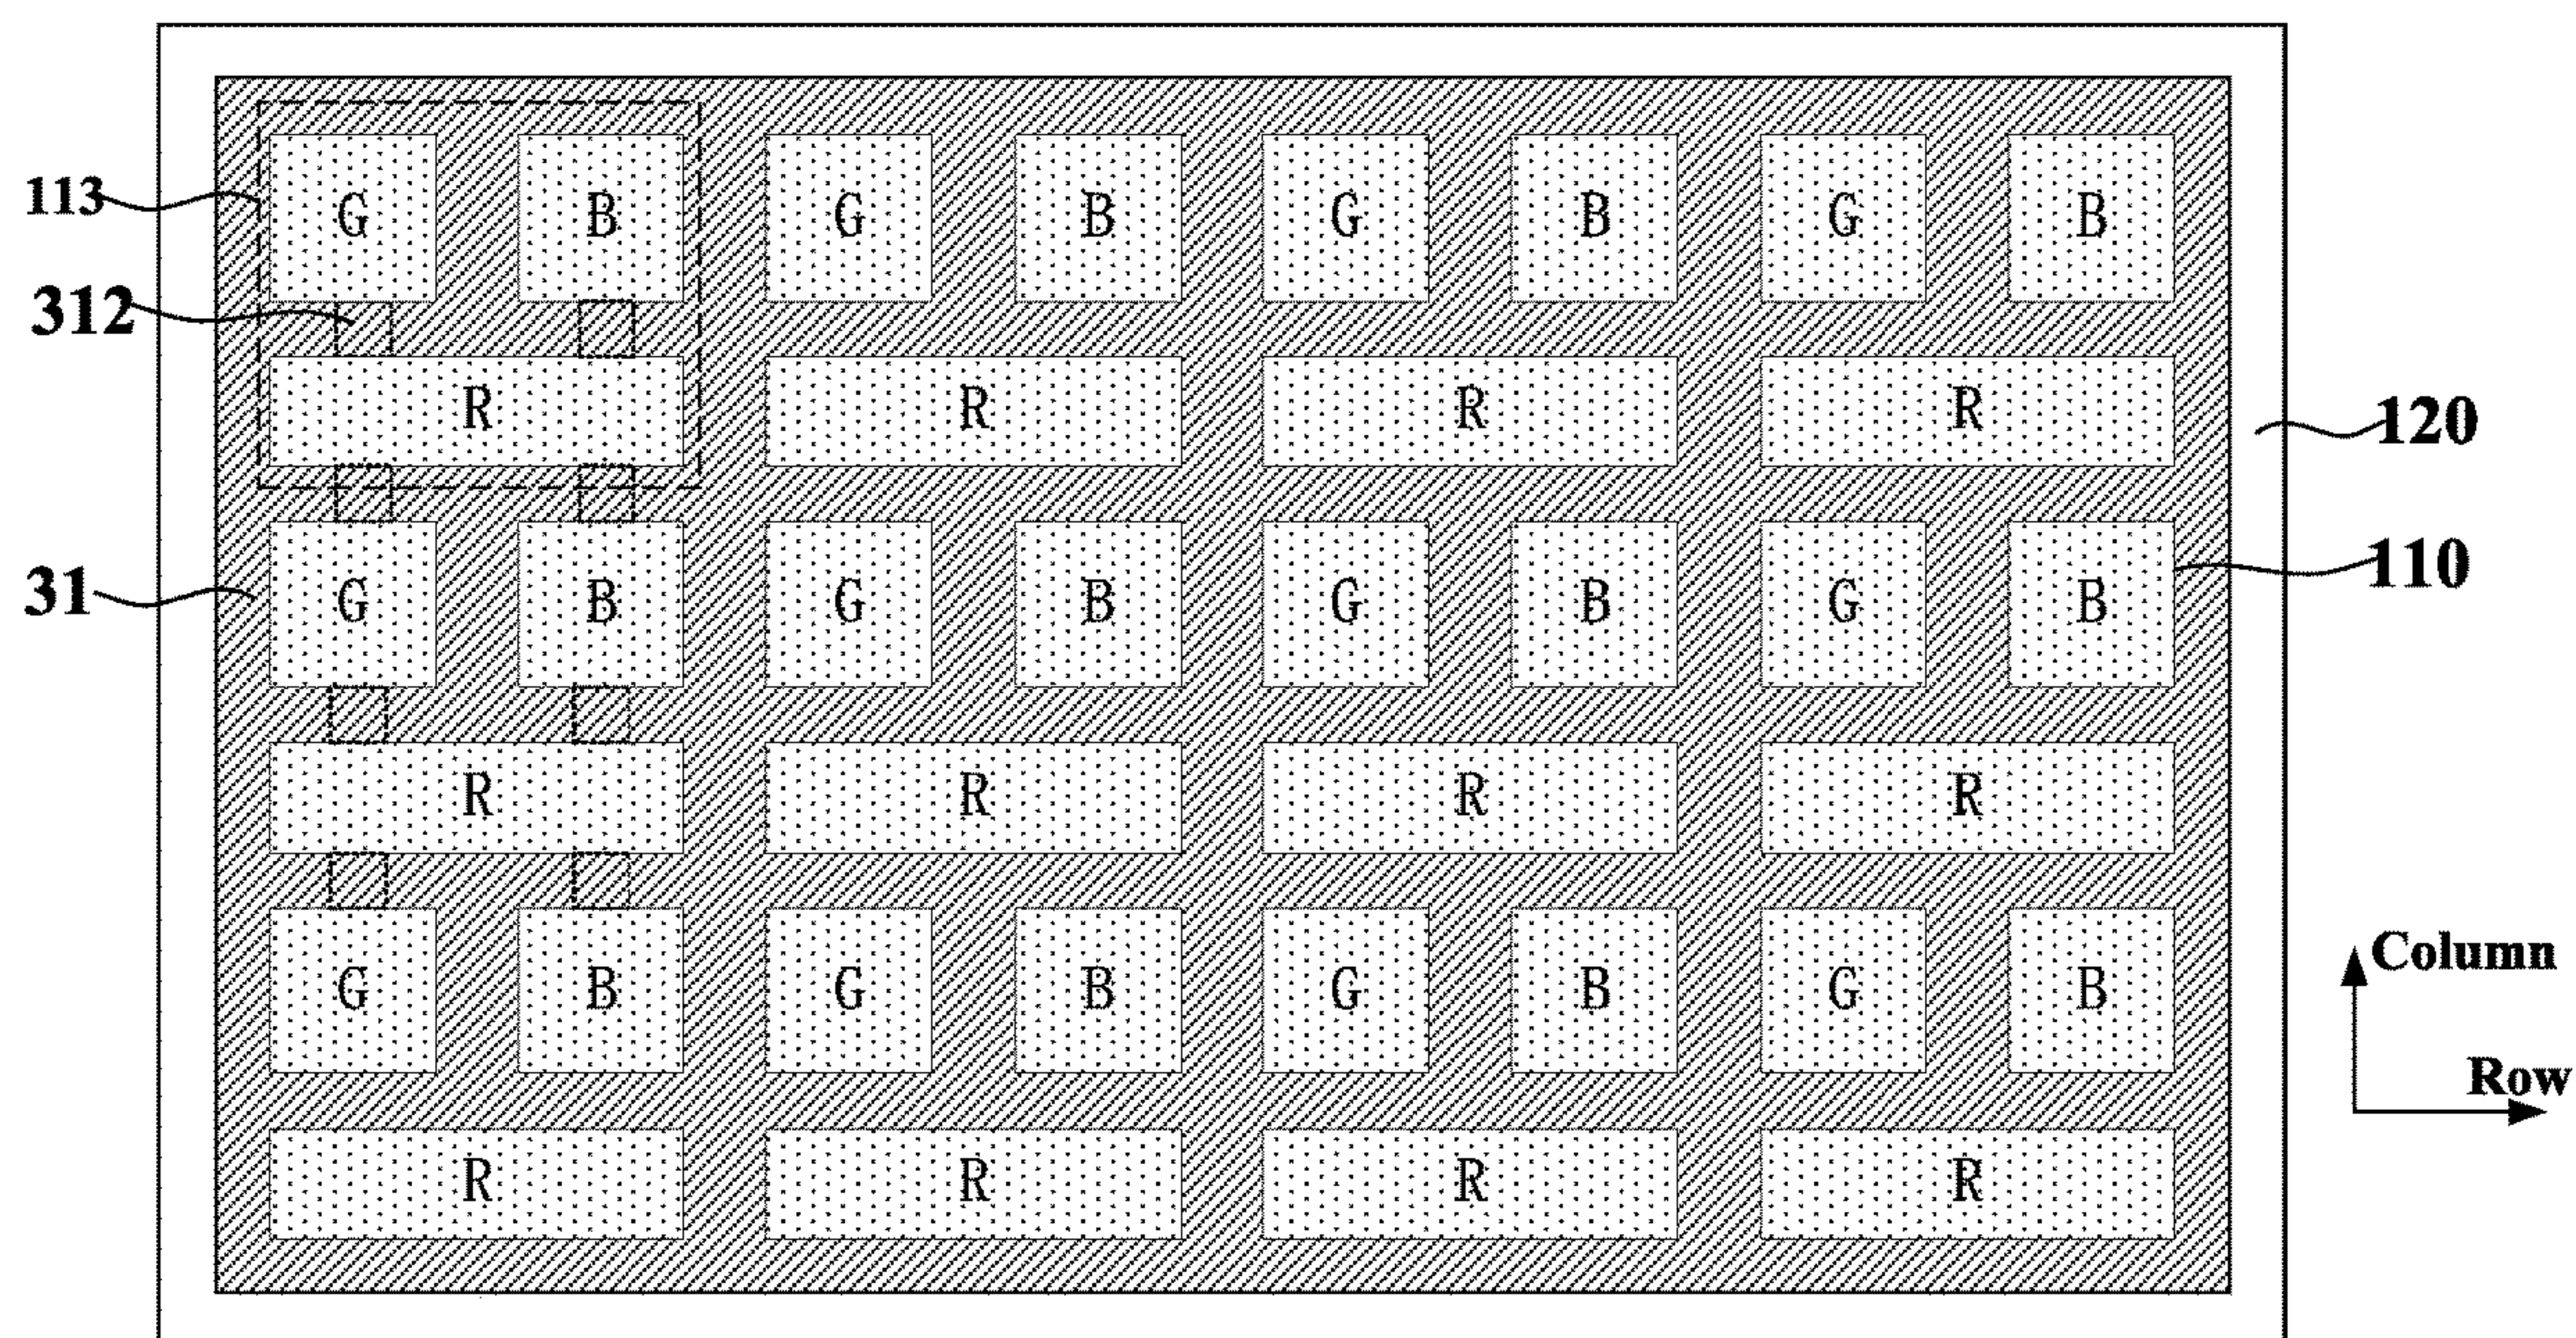 113 G B G B G B G B
312
R R R R 120
31 G B G B G B G B 110
R R R R
G B G B G B G B
Column
Row
R R R R